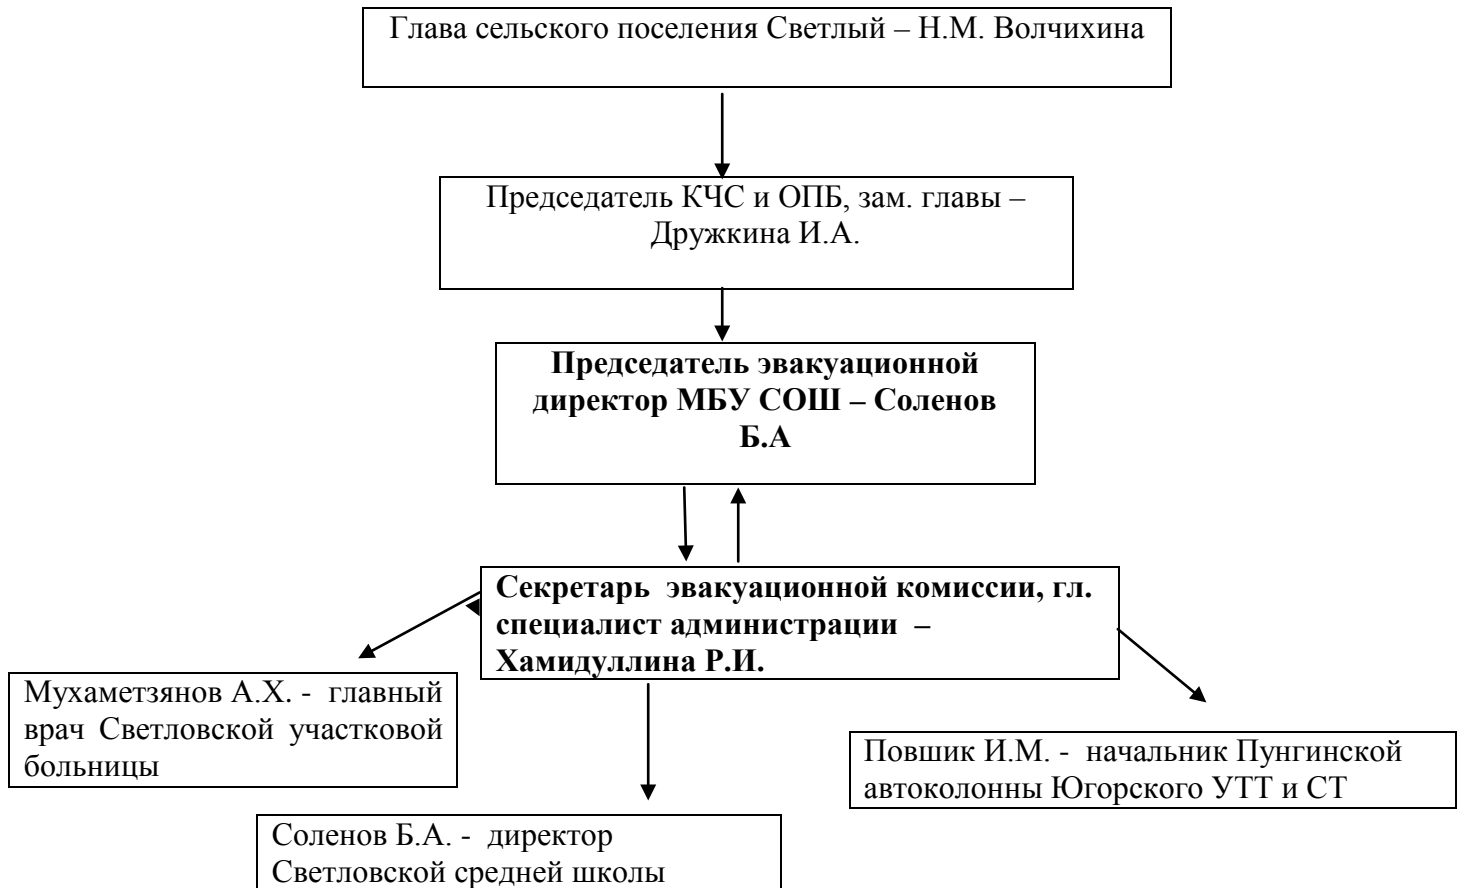 Глава сельского поселения Светлый – Н.М. Волчихина
Председатель КЧС и ОПБ, зам. главы –
Дружкина И.А.
Председатель эвакуационной
директор МБУ СОШ – Соленов
Б.А
Секретарь эвакуационной комиссии, гл.
специалист администрации –
Хамидуллина Р.И.
Мухаметзянов А.Х. - главный
врач Светловской участковой
больницы
Повшик И.М. - начальник Пунгинской
автоколонны Югорского УТТ и СТ
Соленов Б.А. - директор
Светловской средней школы